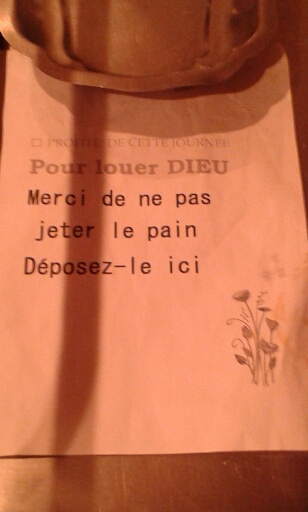 □ PROFITE DE CETTE JOURNÉE
Pour louer DIEU
Merci de ne pas
jeter le pain
Déposez-le ici